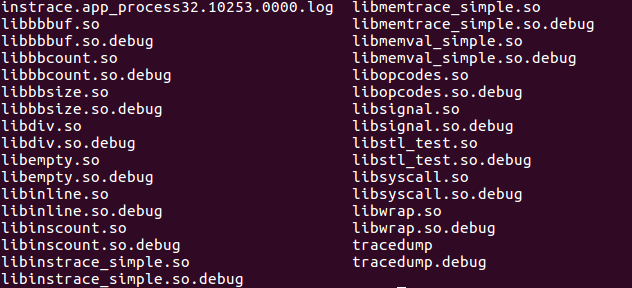 instrace.app_process32.10253.0000.log libmemtrace_simple.so
libbbbuf.so libmemtrace_simple.so.debug
libbbbuf.so.debug libmemval_simple.so
libbbcount.so libmemval_simple.so.debug
libbbcount.so.debug libopcodes.so
libbbsize.so libopcodes.so.debug
libbbsize.so.debug libsignal.so
libdiv.so libsignal.so.debug
libdiv.so.debug libstl_test.so
libempty.so libstl_test.so.debug
libempty.so.debug libsyscall.so
libinline.so libsyscall.so.debug
libinline.so.debug libwrap.so
libinscount.so libwrap.so.debug
libinscount.so.debug tracedump
libinstrace_simple.so tracedump.debug
libinstrace_simple.so.debug